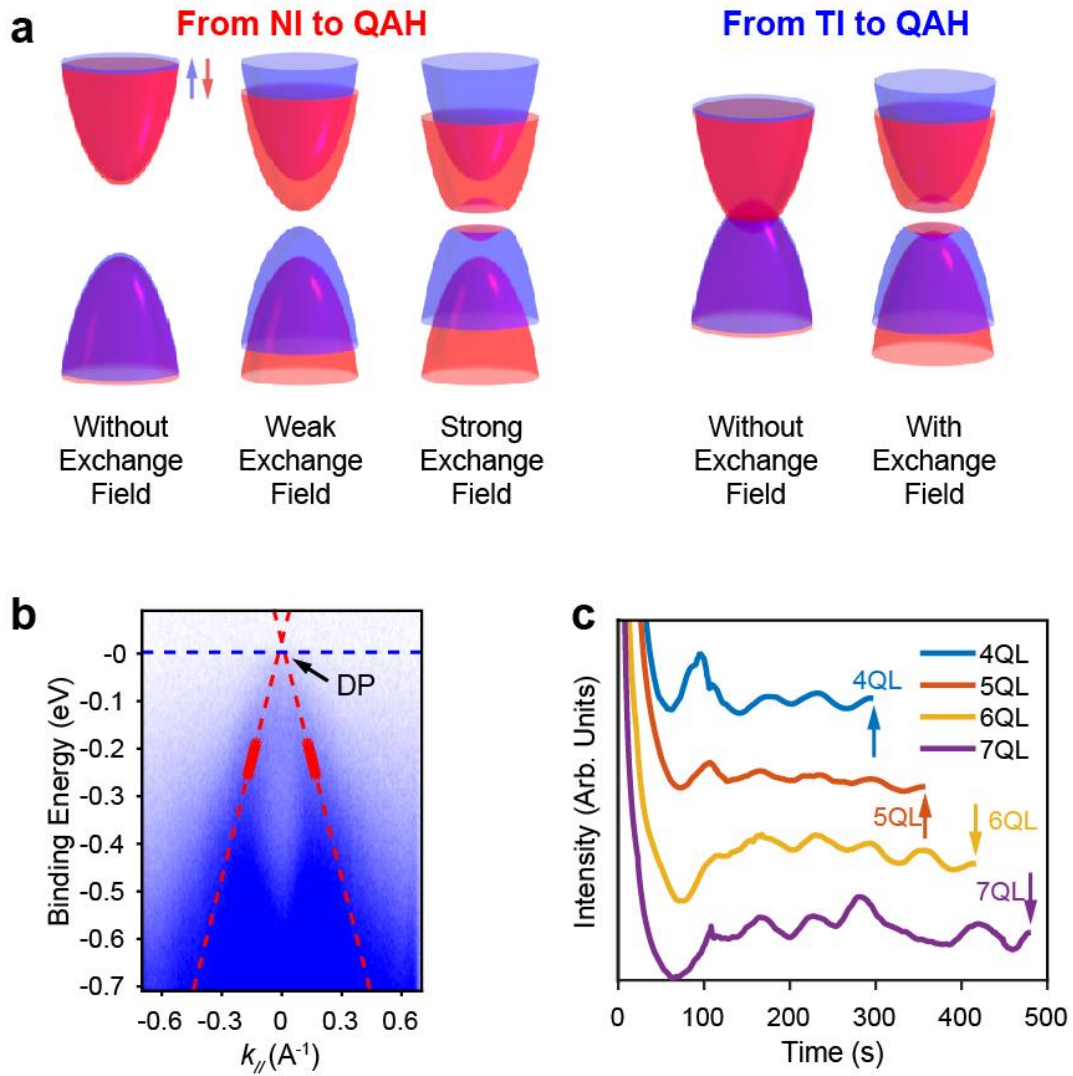 a
From NI to QAH
From TI to QAH
Without
Exchange
Field
Weak
Exchange
Field
Strong
Exchange
Field
Without
Exchange
Field
With
Exchange
Field
b
Binding Energy (eV)
-0
-0.1
-0.2
-0.3
-0.4
-0.5
-0.6
-0.7
DP
-0.6 -0.3 0 0.3 0.6
k// (A⁻¹)
c
Intensity (Arb. Units)
4QL
5QL
6QL
7QL
4QL
5QL
6QL
7QL
0 100 200 300 400 500
Time (s)